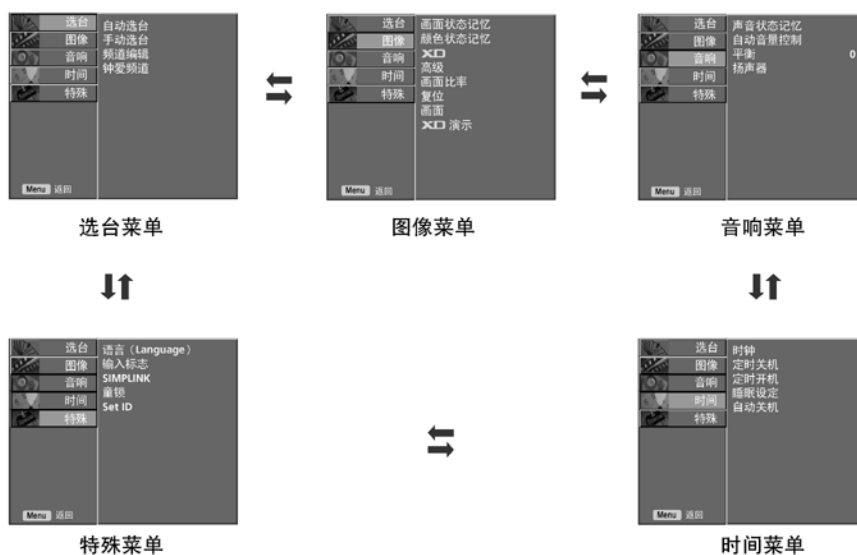 选台
图像
音响
时间
特殊
自动选台
手动选台
频道编辑
钟爱频道
Menu 返回
选台菜单
选台
图像
音响
时间
特殊
画面状态记忆
颜色状态记忆
XD
高级
画面比率
复位
画面
XD 演示
Menu 返回
图像菜单
选台
图像
音响
时间
特殊
声音状态记忆
自动音量控制
平衡 0
扬声器
Menu 返回
音响菜单
选台
图像
音响
时间
特殊
语言（Language）
输入标志
SIMPLINK
童锁
Set ID
Menu 返回
特殊菜单
选台
图像
音响
时间
特殊
时钟
定时关机
定时开机
睡眠设定
自动关机
Menu 返回
时间菜单